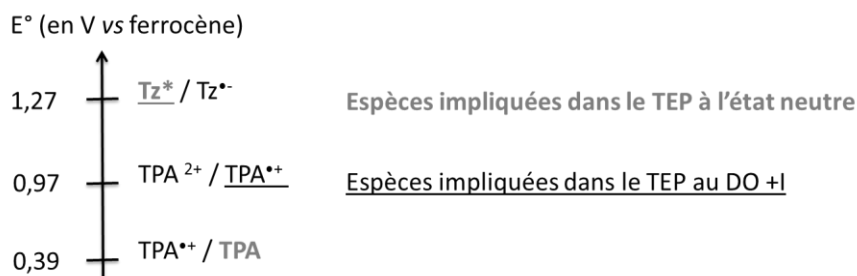 E° (en V vs ferrocène)
1,27 Tz* / Tz•- Espèces impliquées dans le TEP à l'état neutre
0,97 TPA 2+ / TPA•+ Espèces impliquées dans le TEP au DO +I
0,39 TPA•+ / TPA